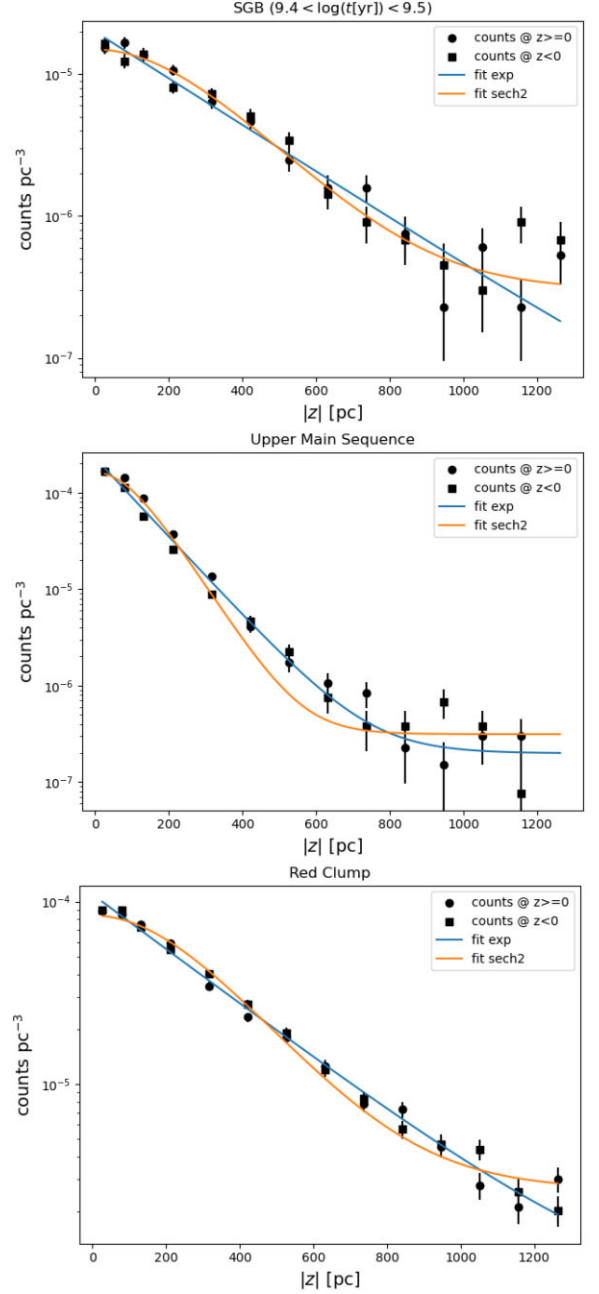 SGB (9.4 < log(t[yr]) < 9.5)
counts @ z>=0
counts @ z<0
fit exp
fit sech2
10⁻⁵
10⁻⁶
10⁻⁷
counts pc⁻³
0 200 400 600 800 1000 1200
|z| [pc]
Upper Main Sequence
counts @ z>=0
counts @ z<0
fit exp
fit sech2
10⁻⁴
10⁻⁵
10⁻⁶
10⁻⁷
counts pc⁻³
0 200 400 600 800 1000 1200
|z| [pc]
Red Clump
counts @ z>=0
counts @ z<0
fit exp
fit sech2
10⁻⁴
10⁻⁵
counts pc⁻³
0 200 400 600 800 1000 1200
|z| [pc]